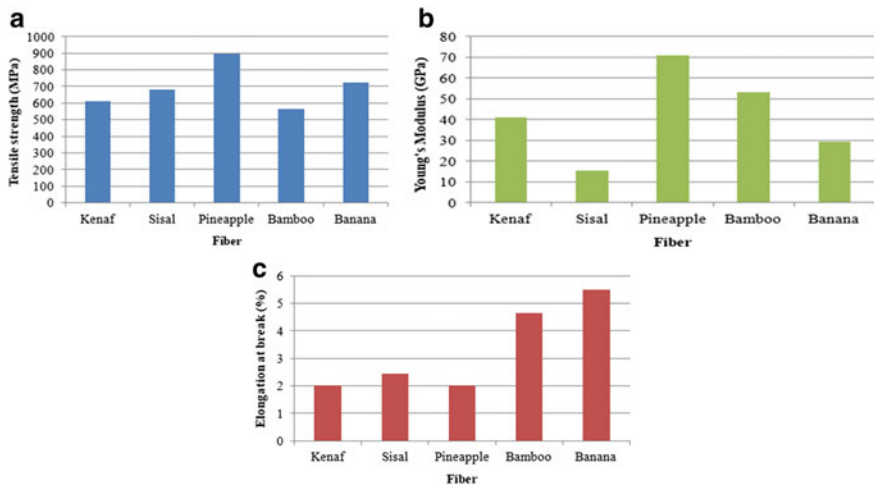 a
Tensile strength (MPa)
1000
900
800
700
600
500
400
300
200
100
0
Kenaf Sisal Pineapple Bamboo Banana
Fiber
b
Young's Modulus (GPa)
80
70
60
50
40
30
20
10
0
Kenaf Sisal Pineapple Bamboo Banana
Fiber
c
Elongation at break (%)
6
5
4
3
2
1
0
Kenaf Sisal Pineapple Bamboo Banana
Fiber